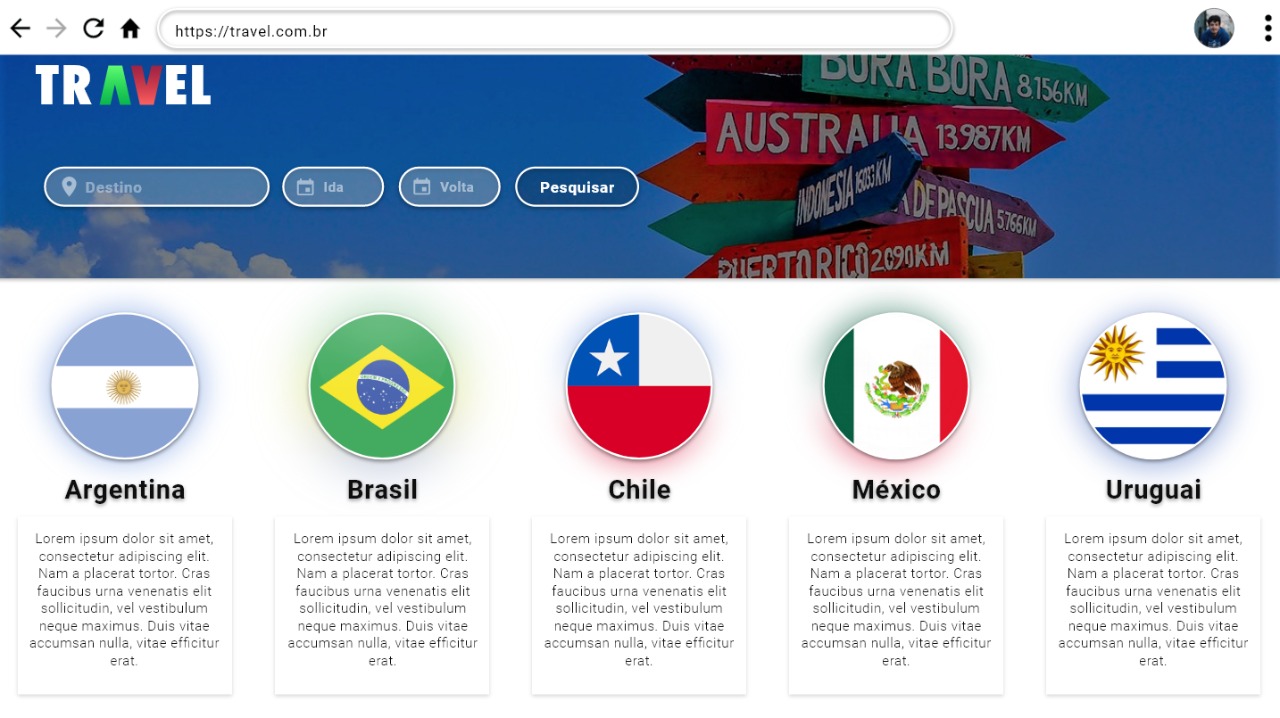 https://travel.com.br
TRAVEL
BORA BORA 8.156KM
AUSTRALIA 13.987KM
INDONESIA 16033KM
DE PASCUA 5,766KM
PUERTO RICO 2090KM
Destino
Ida
Volta
Pesquisar
Argentina
Lorem ipsum dolor sit amet,
consectetur adipiscing elit.
Nam a placerat tortor. Cras
faucibus urna venenatis elit
sollicitudin, vel vestibulum
neque maximus. Duis vitae
accumsan nulla, vitae efficitur
erat.
Brasil
Lorem ipsum dolor sit amet,
consectetur adipiscing elit.
Nam a placerat tortor. Cras
faucibus urna venenatis elit
sollicitudin, vel vestibulum
neque maximus. Duis vitae
accumsan nulla, vitae efficitur
erat.
Chile
Lorem ipsum dolor sit amet,
consectetur adipiscing elit.
Nam a placerat tortor. Cras
faucibus urna venenatis elit
sollicitudin, vel vestibulum
neque maximus. Duis vitae
accumsan nulla, vitae efficitur
erat.
México
Lorem ipsum dolor sit amet,
consectetur adipiscing elit.
Nam a placerat tortor. Cras
faucibus urna venenatis elit
sollicitudin, vel vestibulum
neque maximus. Duis vitae
accumsan nulla, vitae efficitur
erat.
Uruguai
Lorem ipsum dolor sit amet,
consectetur adipiscing elit.
Nam a placerat tortor. Cras
faucibus urna venenatis elit
sollicitudin, vel vestibulum
neque maximus. Duis vitae
accumsan nulla, vitae efficitur
erat.